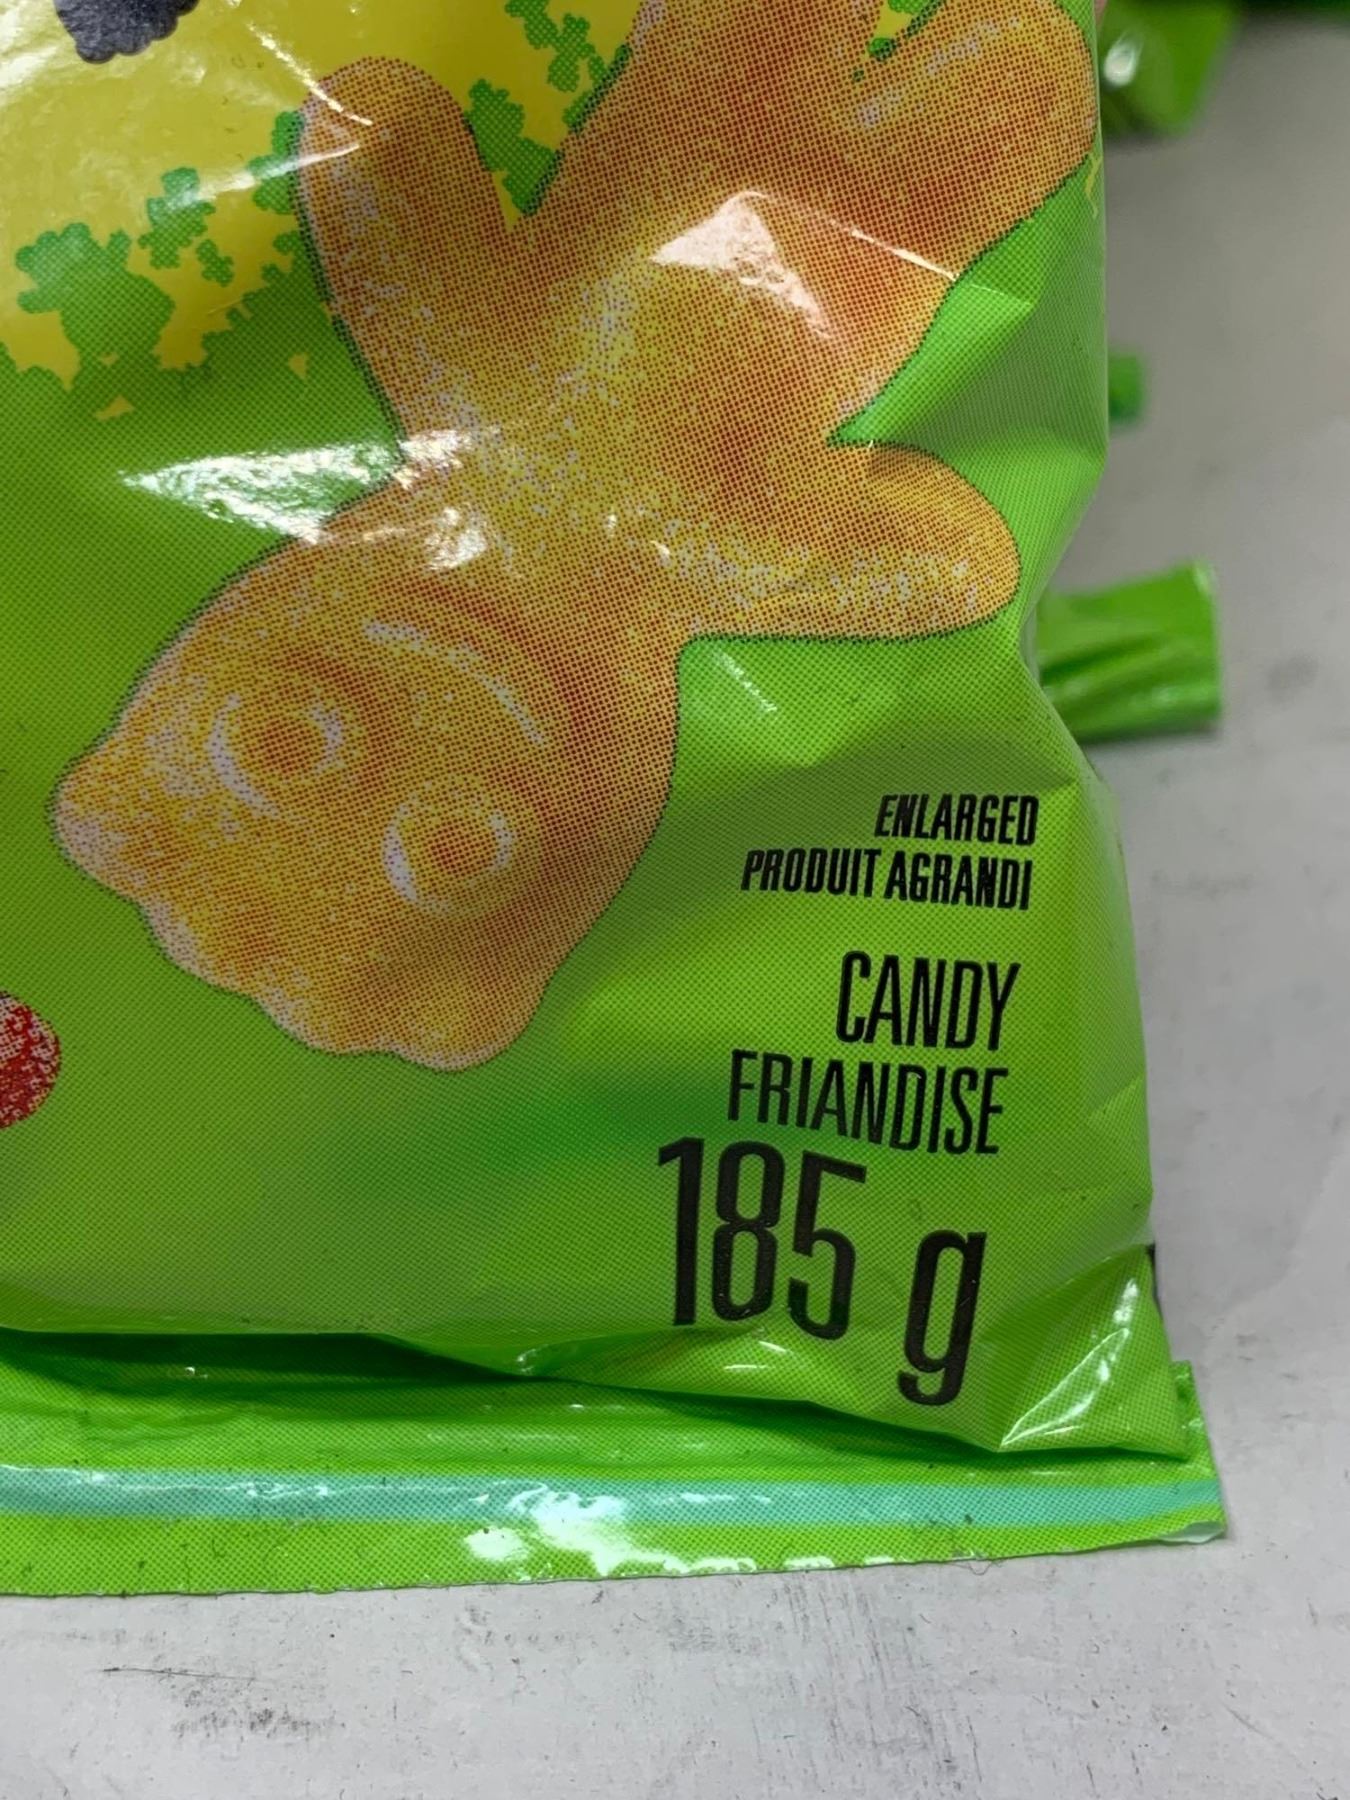 ENLARGED
PRODUIT AGRANDI
CANDY
FRIANDISE
185 g